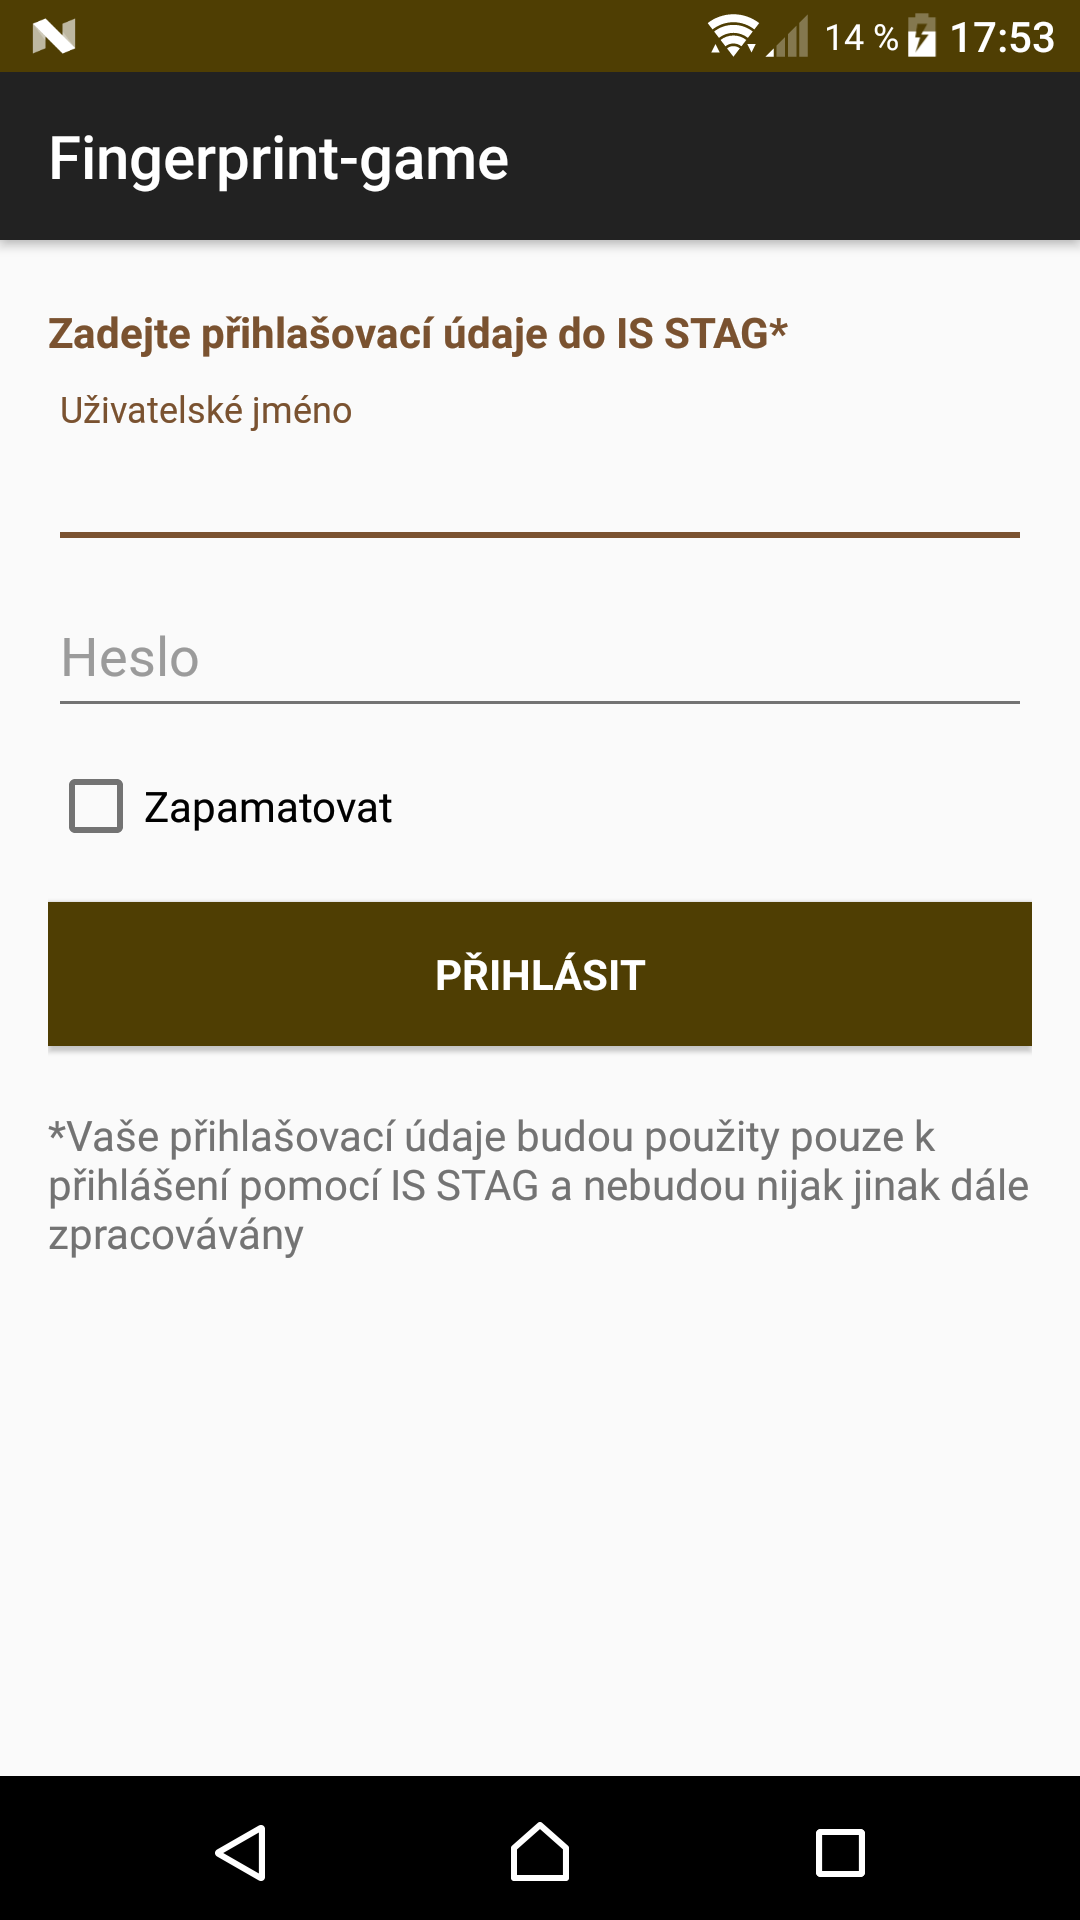 14 % 17:53
Fingerprint-game
Zadejte přihlašovací údaje do IS STAG*
Uživatelské jméno
Heslo
Zapamatovat
PŘIHLÁSIT
*Vaše přihlašovací údaje budou použity pouze k
přihlášení pomocí IS STAG a nebudou nijak jinak dále
zpracovávány